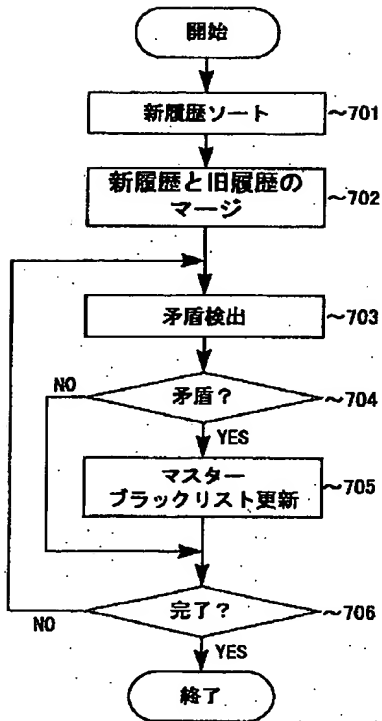 開始
新履歴ソート
~701
新履歴と旧履歴の
マージ
~702
矛盾検出
~703
NO
矛盾?
~704
YES
マスター
ブラックリスト更新
~705
完了?
~706
NO
YES
終了